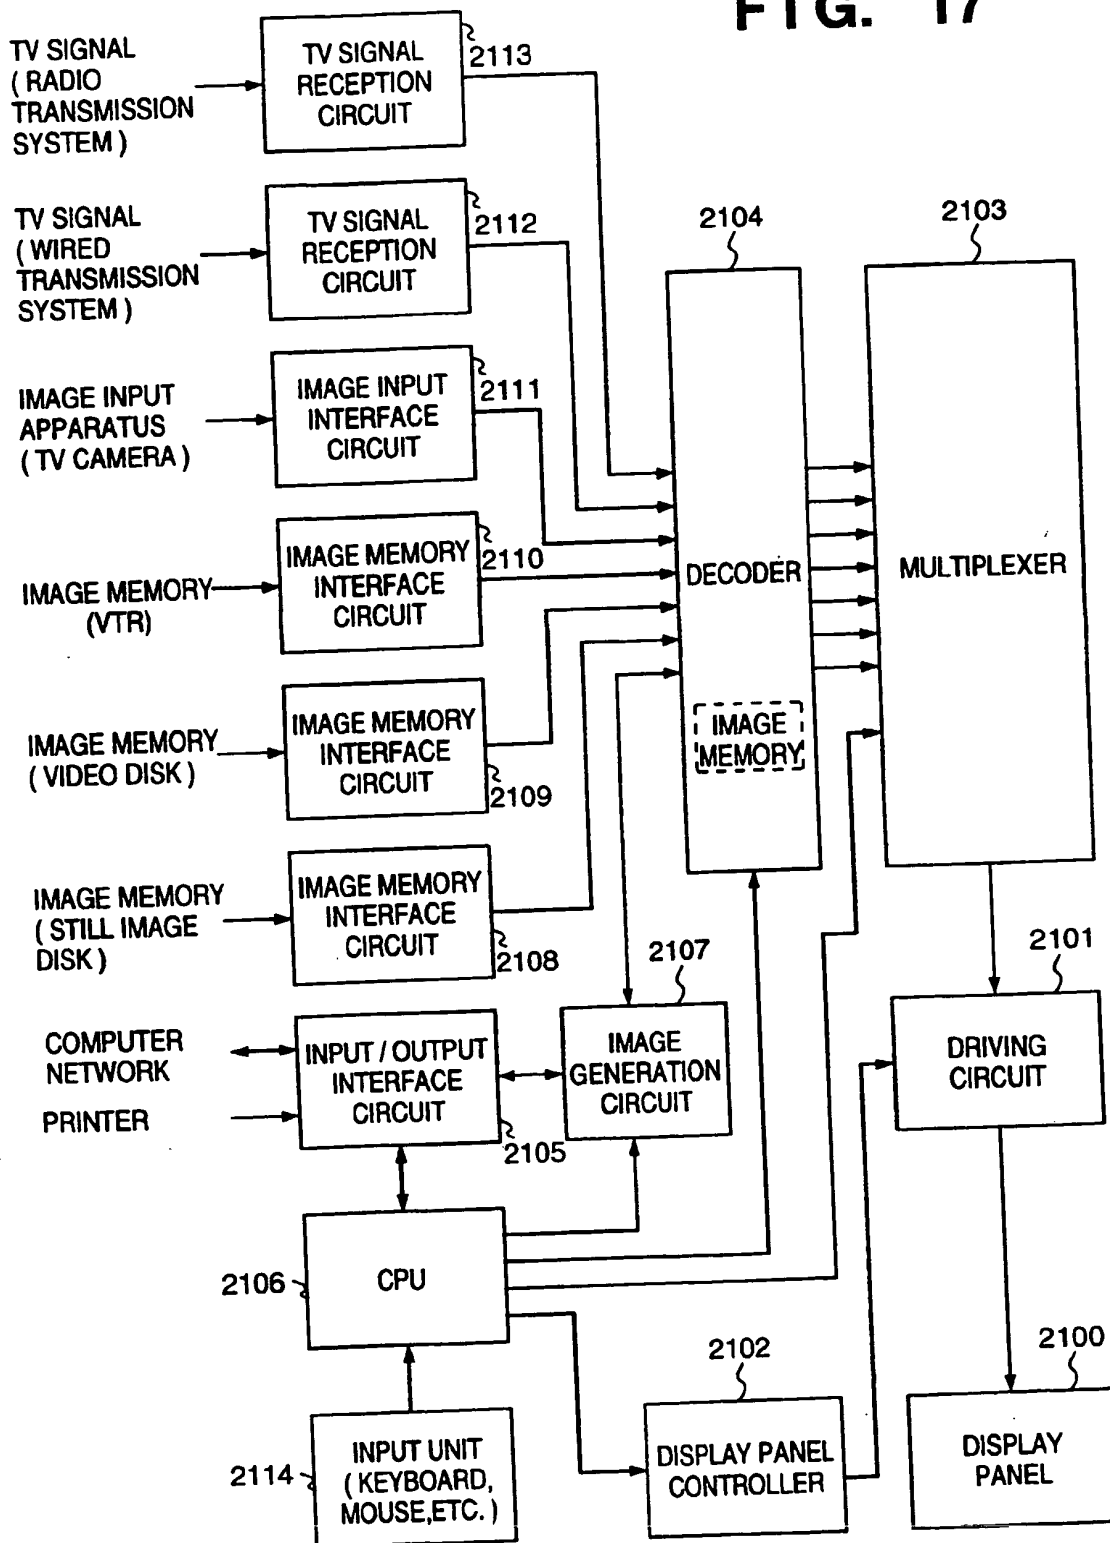 FIG. 17
TV SIGNAL
( RADIO
TRANSMISSION
SYSTEM )
TV SIGNAL
RECEPTION
CIRCUIT
2113
TV SIGNAL
( WIRED
TRANSMISSION
SYSTEM )
TV SIGNAL
RECEPTION
CIRCUIT
2112
IMAGE INPUT
APPARATUS
( TV CAMERA )
IMAGE INPUT
INTERFACE
CIRCUIT
2111
IMAGE MEMORY
(VTR)
IMAGE MEMORY
INTERFACE
CIRCUIT
2110
IMAGE MEMORY
( VIDEO DISK )
IMAGE MEMORY
INTERFACE
CIRCUIT
2109
IMAGE MEMORY
( STILL IMAGE
DISK )
IMAGE MEMORY
INTERFACE
CIRCUIT
2108
2104
DECODER
IMAGE
MEMORY
2103
MULTIPLEXER
COMPUTER
NETWORK
PRINTER
INPUT / OUTPUT
INTERFACE
CIRCUIT
2105
2107
IMAGE
GENERATION
CIRCUIT
2101
DRIVING
CIRCUIT
2106
CPU
2114
INPUT UNIT
( KEYBOARD,
MOUSE,ETC. )
2102
DISPLAY PANEL
CONTROLLER
2100
DISPLAY
PANEL